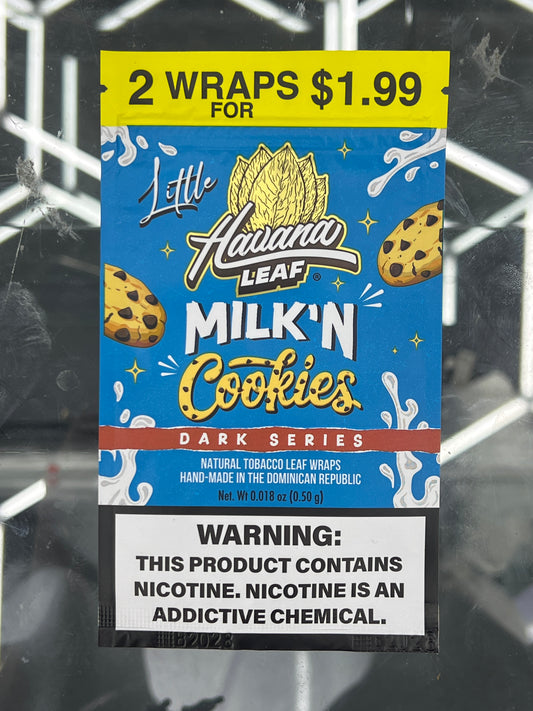 2 WRAPS FOR $1.99
Little
Havana
LEAF®
MILK'N
Cookies
DARK SERIES
NATURAL TOBACCO LEAF WRAPS
HAND-MADE IN THE DOMINICAN REPUBLIC
Net. Wt 0.018 oz (0.50 g)
WARNING:
THIS PRODUCT CONTAINS
NICOTINE. NICOTINE IS AN
ADDICTIVE CHEMICAL.